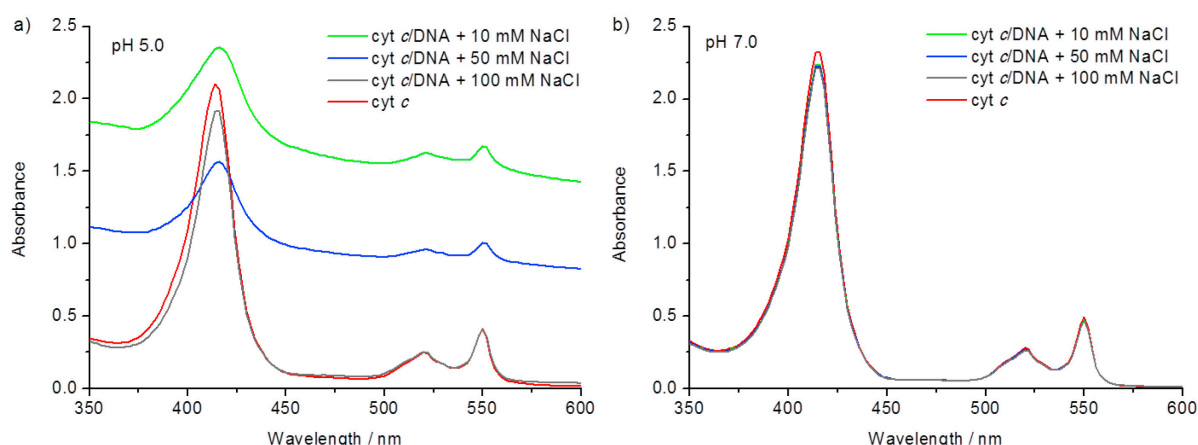 a)
pH 5.0
cyt c/DNA + 10 mM NaCl
cyt c/DNA + 50 mM NaCl
cyt c/DNA + 100 mM NaCl
cyt c
Absorbance
2.5
2.0
1.5
1.0
0.5
0.0
350 400 450 500 550 600
Wavelength / nm
b)
pH 7.0
cyt c/DNA + 10 mM NaCl
cyt c/DNA + 50 mM NaCl
cyt c/DNA + 100 mM NaCl
cyt c
Absorbance
2.5
2.0
1.5
1.0
0.5
0.0
350 400 450 500 550 600
Wavelength / nm